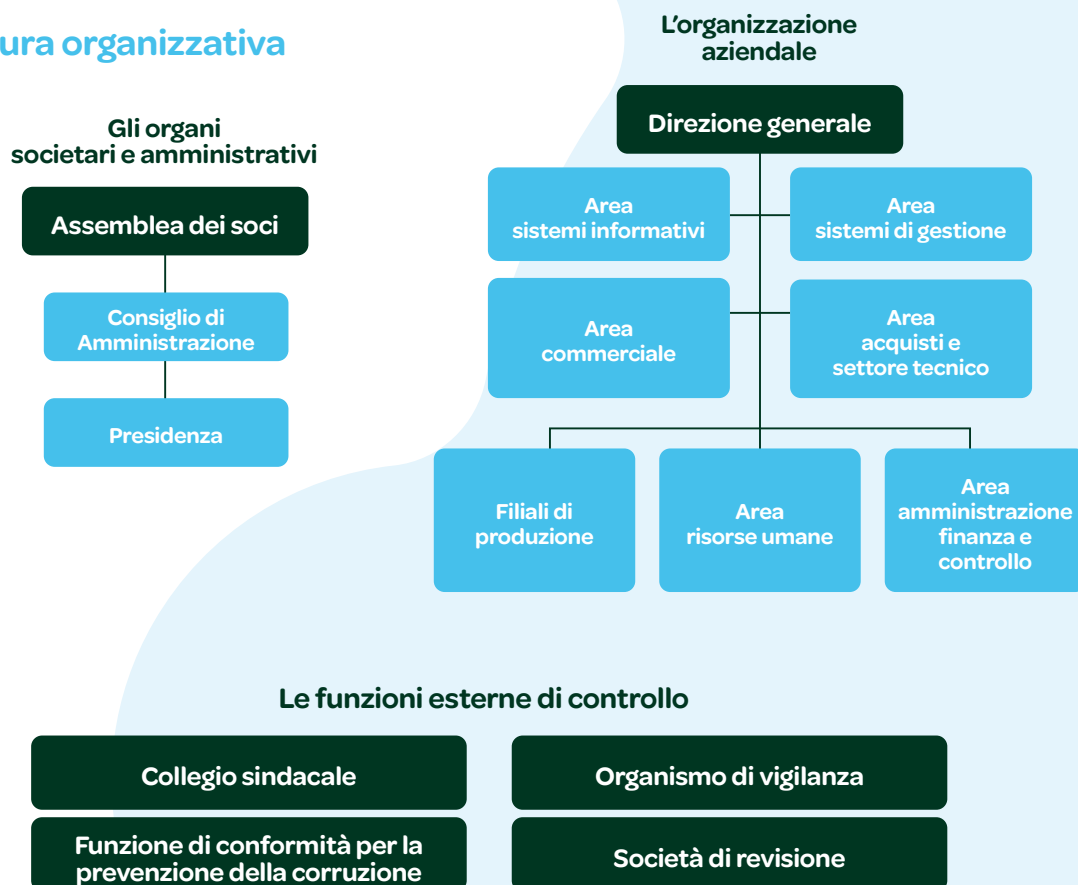 ura organizzativa
Gli organi
societari e amministrativi
Assemblea dei soci
Consiglio di
Amministrazione
Presidenza
L'organizzazione
aziendale
Direzione generale
Area
sistemi informativi
Area
sistemi di gestione
Area
commerciale
Area
acquisti e
settore tecnico
Filiali di
produzione
Area
risorse umane
Area
amministrazione
finanza e
controllo
Le funzioni esterne di controllo
Collegio sindacale
Organismo di vigilanza
Funzione di conformità per la
prevenzione della corruzione
Società di revisione